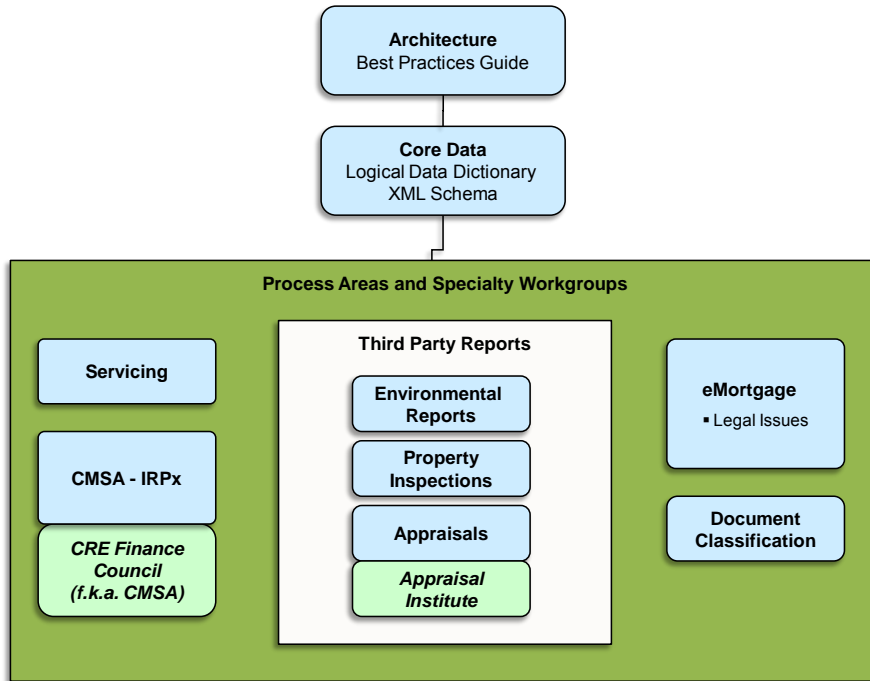 Architecture
Best Practices Guide
Core Data
Logical Data Dictionary
XML Schema
Process Areas and Specialty Workgroups
Servicing
CMSA - IRPx
CRE Finance
Council
(f.k.a. CMSA)
Third Party Reports
Environmental
Reports
Property
Inspections
Appraisals
Appraisal
Institute
eMortgage
▪ Legal Issues
Document
Classification